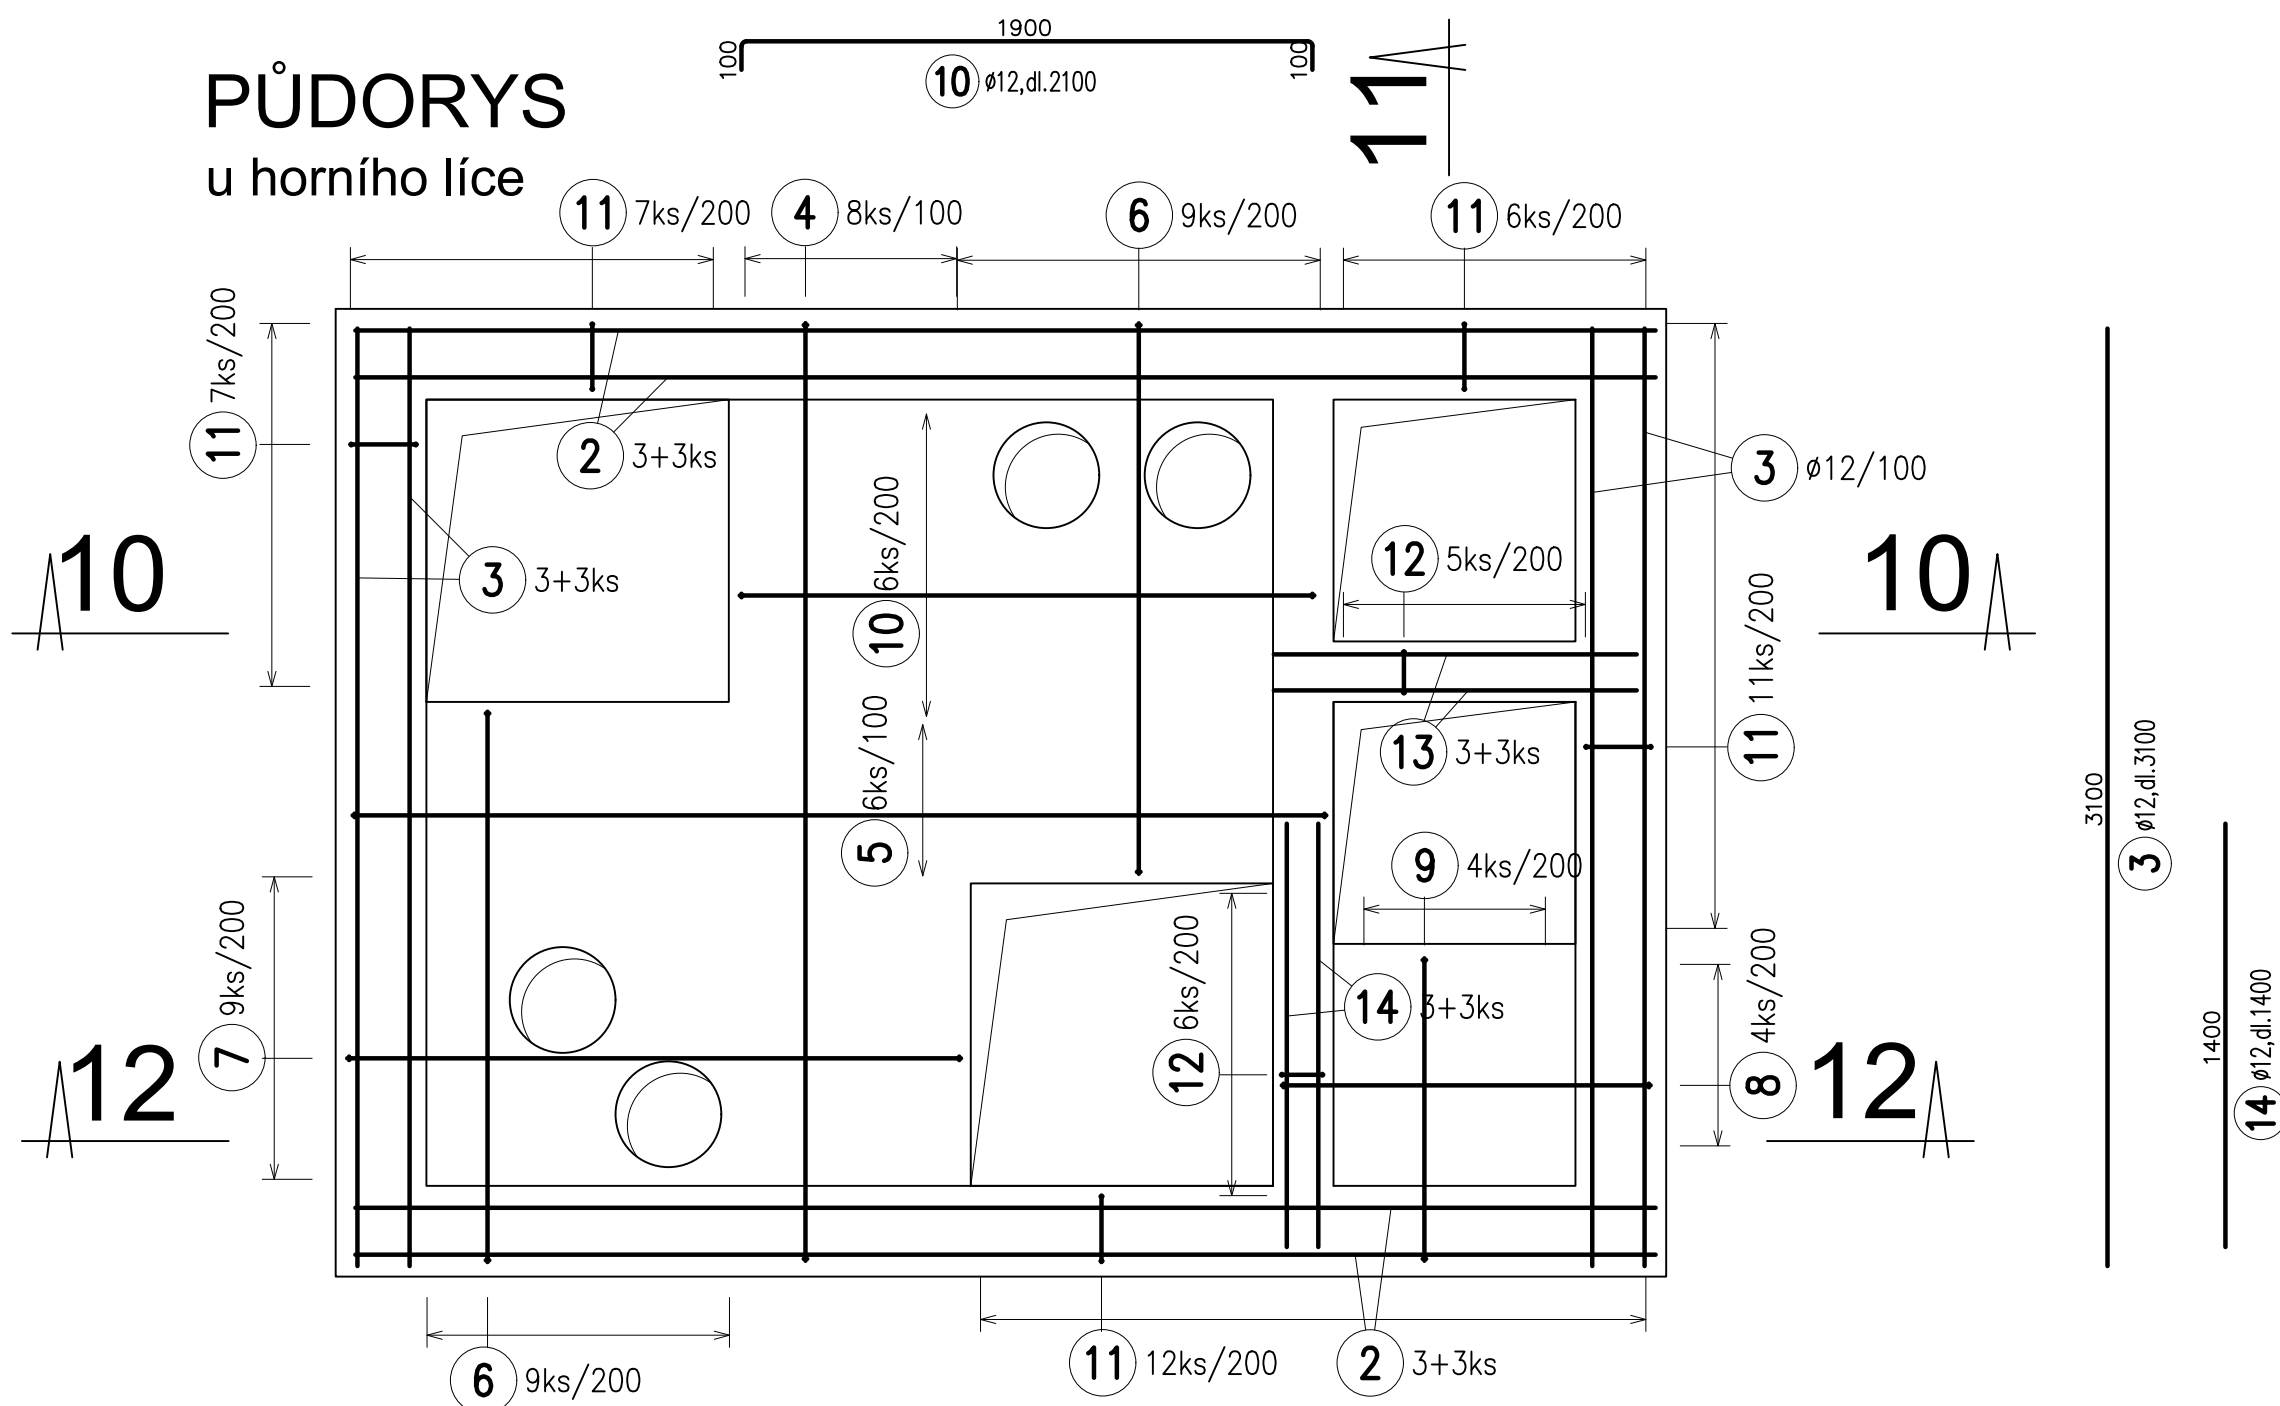 1900
100
100
10 ø12,dl.2100
11
PŮDORYS
u horního líce
11 7ks/200
4 8ks/100
6 9ks/200
11 6ks/200
11 7ks/200
2 3+3ks
3 ø12/100
10
3 3+3ks
10 6ks/200
12 5ks/200
10
11 11ks/200
13 3+3ks
5 6ks/100
9 4ks/200
3100
3 ø12,dl.3100
7 9ks/200
12
12 6ks/200
14 3+3ks
8 4ks/200
12
1400
14 ø12,dl.1400
6 9ks/200
11 12ks/200
2 3+3ks